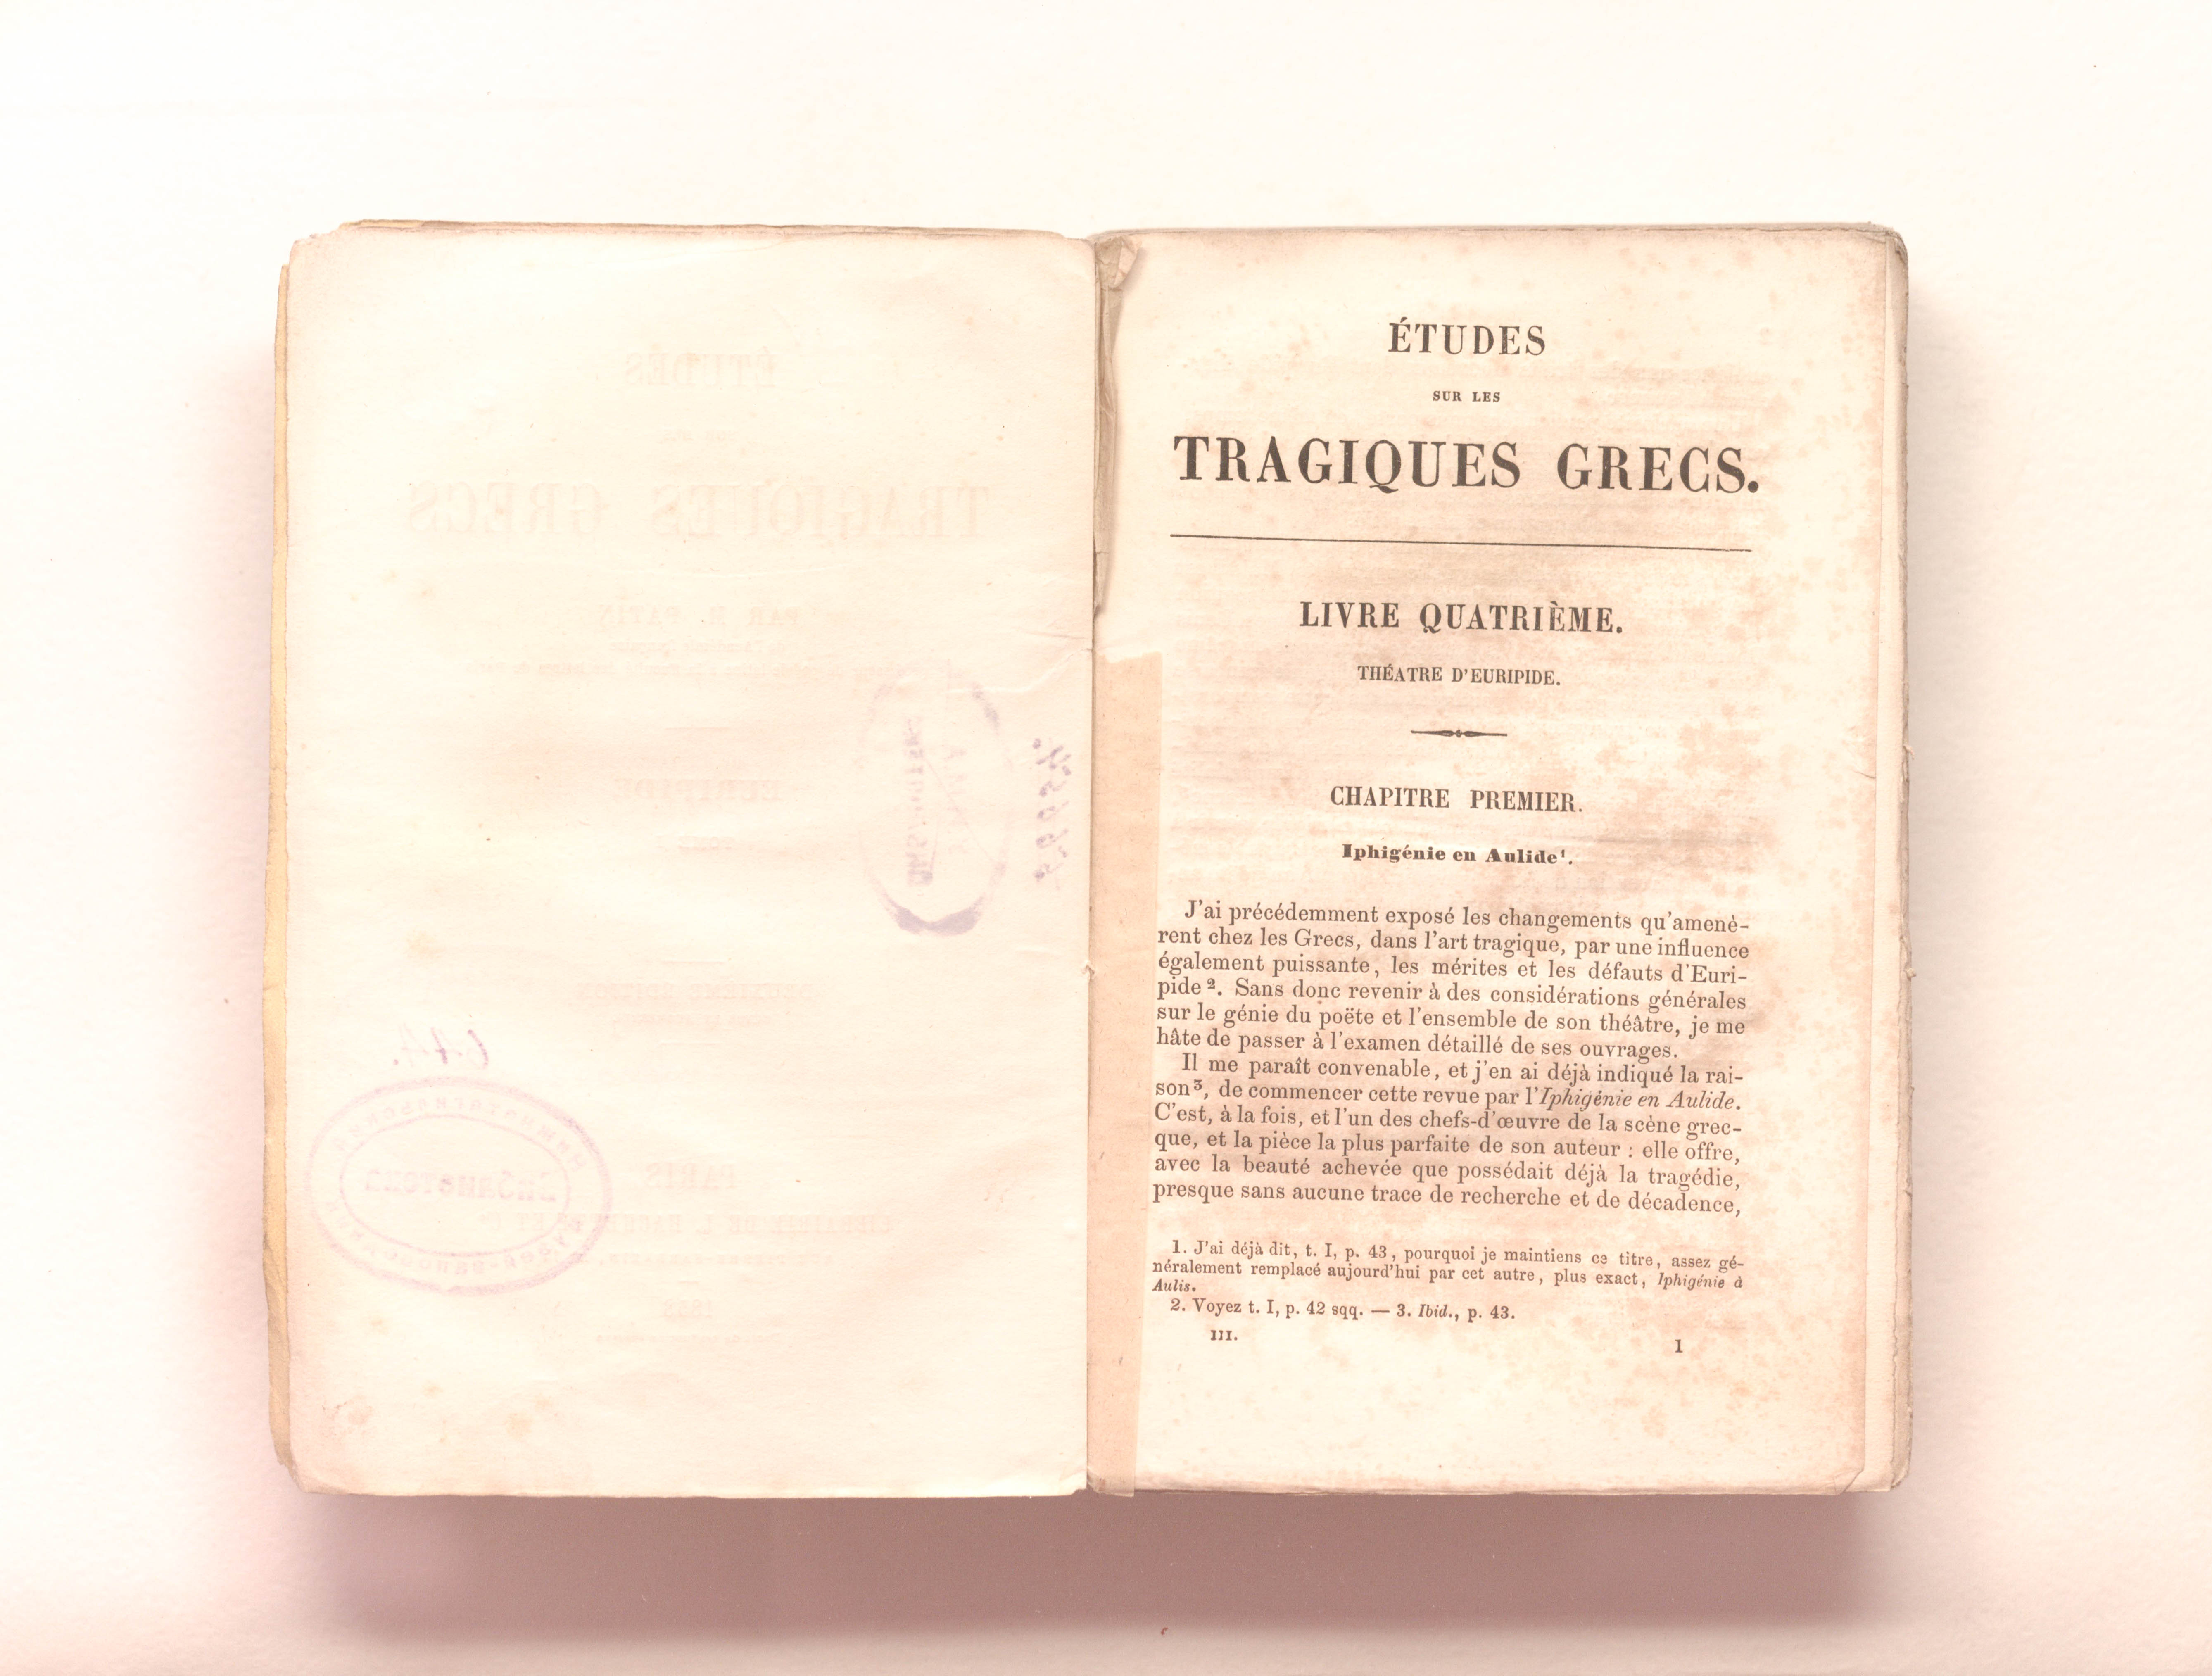 ÉTUDES
TRAGIQUES GRECS
PAR
PATIN
EURIPIDE
PARIS
1858
ÉTUDES
SUR LES
TRAGIQUES GRECS.
LIVRE QUATRIÈME.
THÉATRE D'EURIPIDE.
CHAPITRE PREMIER.
Iphigénie en Aulide¹.
J'ai précédemment exposé les changements qu'amenè-
rent chez les Grecs, dans l'art tragique, par une influence
également puissante, les mérites et les défauts d'Euri-
pide². Sans donc revenir à des considérations générales
sur le génie du poëte et l'ensemble de son théâtre, je me
hâte de passer à l'examen détaillé de ses ouvrages.
Il me paraît convenable, et j'en ai déjà indiqué la rai-
son³, de commencer cette revue par l'Iphigénie en Aulide.
C'est, à la fois, et l'un des chefs-d'œuvre de la scène grec-
que, et la pièce la plus parfaite de son auteur : elle offre,
avec la beauté achevée que possédait déjà la tragédie,
presque sans aucune trace de recherche et de décadence,
1. J'ai déjà dit, t. I, p. 43, pourquoi je maintiens ce titre, assez gé-
néralement remplacé aujourd'hui par cet autre, plus exact, Iphigénie à
Aulis.
2. Voyez t. I, p. 42 sqq. — 3. Ibid., p. 43.
III.
1